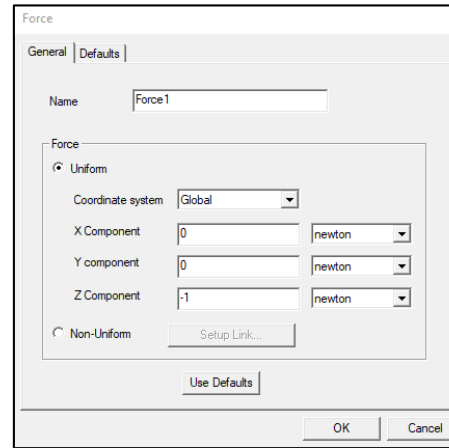 Force
General Defaults
Name Force1
Force
Uniform
Coordinate system Global
X Component 0 newton
Y component 0 newton
Z Component -1 newton
Non-Uniform Setup Link...
Use Defaults
OK Cancel